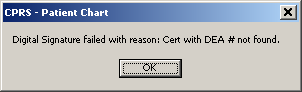 CPRS - Patient Chart
Digital Signature failed with reason: Cert with DEA # not found.
OK